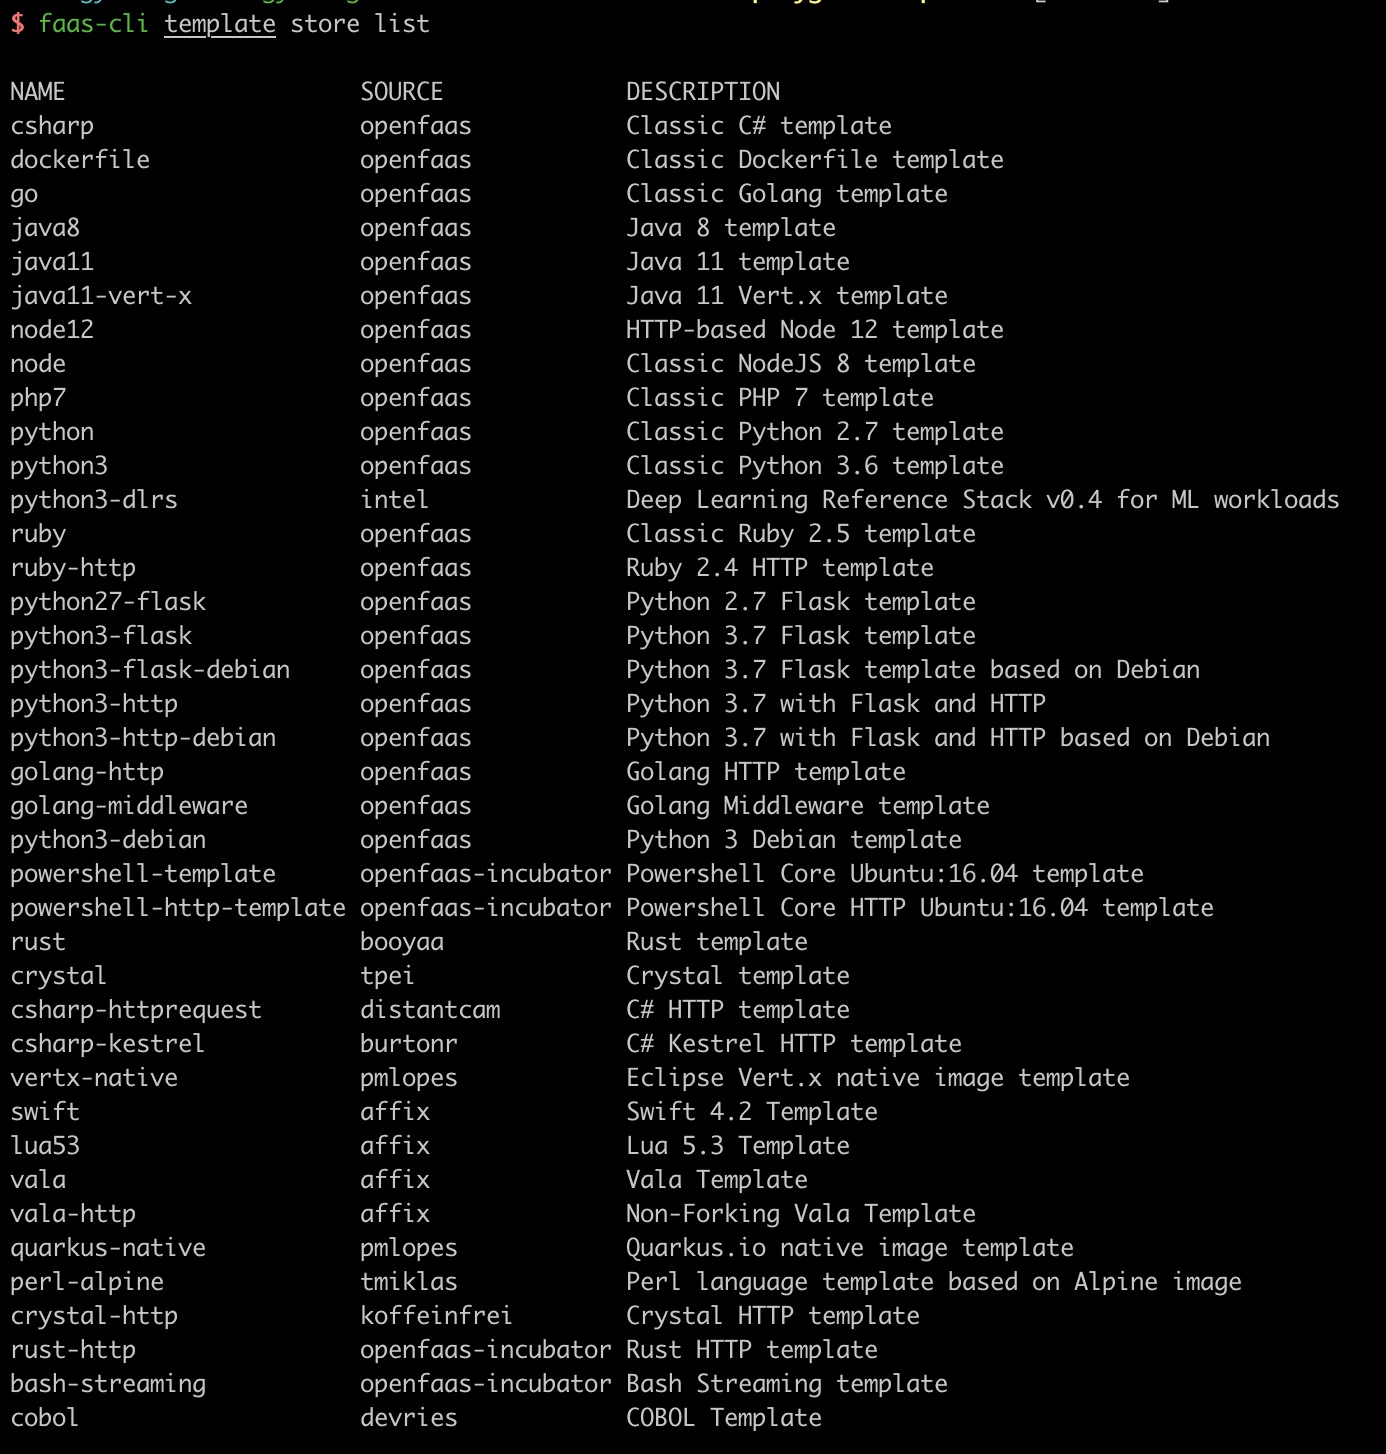 $ faas-cli template store list
NAME SOURCE DESCRIPTION
csharp openfaas Classic C# template
dockerfile openfaas Classic Dockerfile template
go openfaas Classic Golang template
java8 openfaas Java 8 template
java11 openfaas Java 11 template
java11-vert-x openfaas Java 11 Vert.x template
node12 openfaas HTTP-based Node 12 template
node openfaas Classic NodeJS 8 template
php7 openfaas Classic PHP 7 template
python openfaas Classic Python 2.7 template
python3 openfaas Classic Python 3.6 template
python3-dlrs intel Deep Learning Reference Stack v0.4 for ML workloads
ruby openfaas Classic Ruby 2.5 template
ruby-http openfaas Ruby 2.4 HTTP template
python27-flask openfaas Python 2.7 Flask template
python3-flask openfaas Python 3.7 Flask template
python3-flask-debian openfaas Python 3.7 Flask template based on Debian
python3-http openfaas Python 3.7 with Flask and HTTP
python3-http-debian openfaas Python 3.7 with Flask and HTTP based on Debian
golang-http openfaas Golang HTTP template
golang-middleware openfaas Golang Middleware template
python3-debian openfaas Python 3 Debian template
powershell-template openfaas-incubator Powershell Core Ubuntu:16.04 template
powershell-http-template openfaas-incubator Powershell Core HTTP Ubuntu:16.04 template
rust booyaa Rust template
crystal tpei Crystal template
csharp-httprequest distantcam C# HTTP template
csharp-kestrel burtonr C# Kestrel HTTP template
vertx-native pmlopes Eclipse Vert.x native image template
swift affix Swift 4.2 Template
lua53 affix Lua 5.3 Template
vala affix Vala Template
vala-http affix Non-Forking Vala Template
quarkus-native pmlopes Quarkus.io native image template
perl-alpine tmiklas Perl language template based on Alpine image
crystal-http koffeinfrei Crystal HTTP template
rust-http openfaas-incubator Rust HTTP template
bash-streaming openfaas-incubator Bash Streaming template
cobol devries COBOL Template